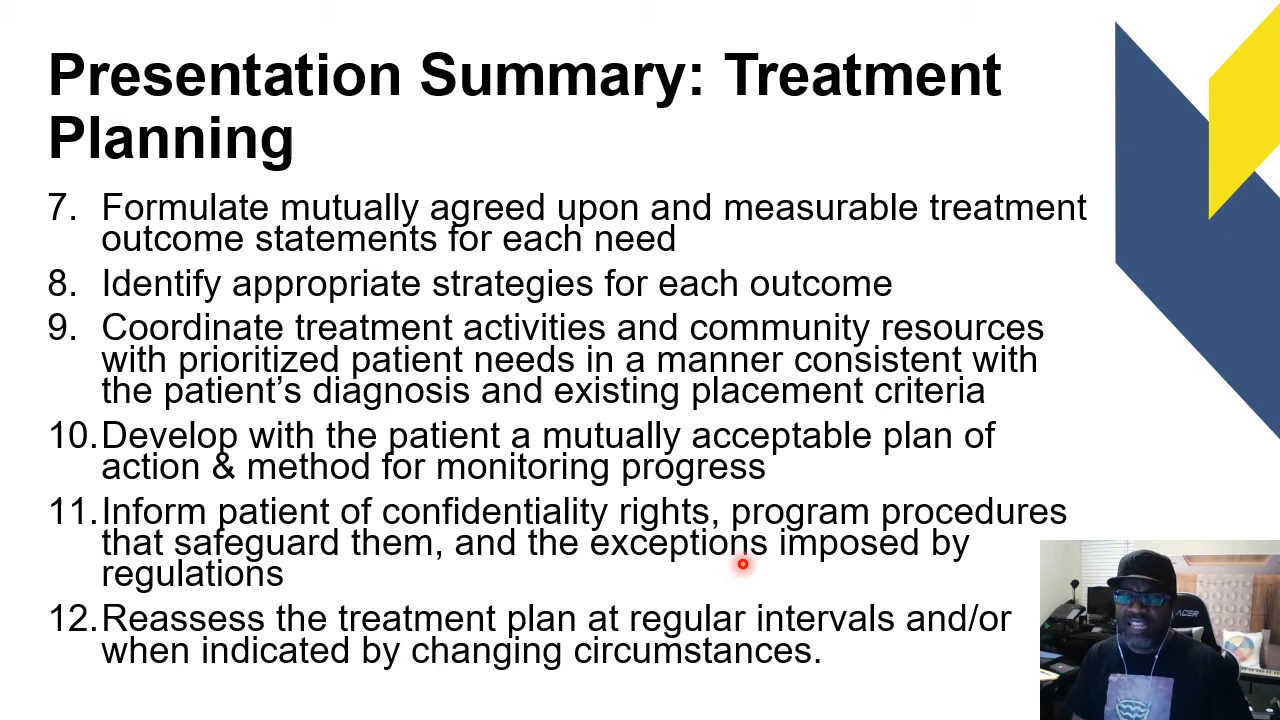 Presentation Summary: Treatment
Planning
7. Formulate mutually agreed upon and measurable treatment
outcome statements for each need
8. Identify appropriate strategies for each outcome
9. Coordinate treatment activities and community resources
with prioritized patient needs in a manner consistent with
the patient’s diagnosis and existing placement criteria
10. Develop with the patient a mutually acceptable plan of
action & method for monitoring progress
11. Inform patient of confidentiality rights, program procedures
that safeguard them, and the exceptions imposed by
regulations
12. Reassess the treatment plan at regular intervals and/or
when indicated by changing circumstances.
ACER